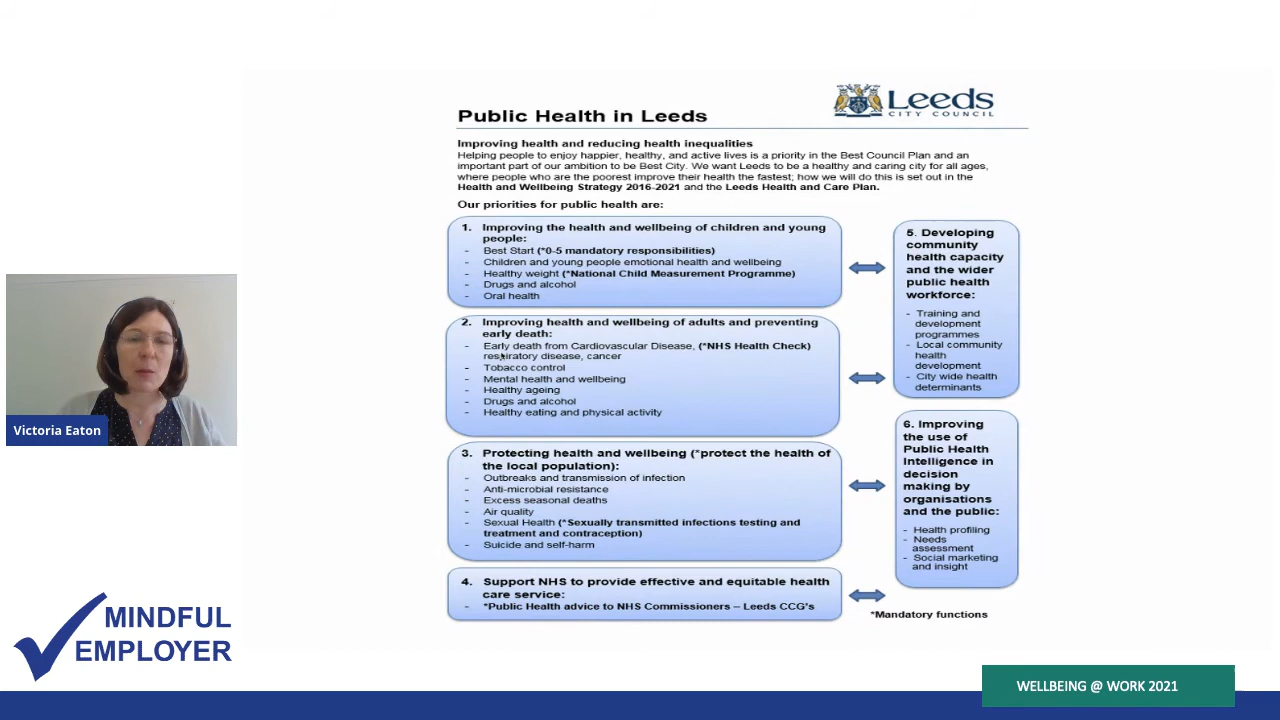 Public Health in Leeds
Leeds
CITY COUNCIL
Improving health and reducing health inequalities
Helping people to enjoy happier, healthy, and active lives is a priority in the Best Council Plan and an
important part of our ambition to be Best City. We want Leeds to be a healthy and caring city for all ages,
where people who are the poorest improve their health the fastest; how we will do this is set out in the
Health and Wellbeing Strategy 2016-2021 and the Leeds Health and Care Plan.
Our priorities for public health are:
1. Improving the health and wellbeing of children and young
people:
- Best Start (*0-5 mandatory responsibilities)
- Children and young people emotional health and wellbeing
- Healthy weight (*National Child Measurement Programme)
- Drugs and alcohol
- Oral health
2. Improving health and wellbeing of adults and preventing
early death:
- Early death from Cardiovascular Disease, (*NHS Health Check)
respiratory disease, cancer
- Tobacco control
- Mental health and wellbeing
- Healthy ageing
- Drugs and alcohol
- Healthy eating and physical activity
3. Protecting health and wellbeing (*protect the health of
the local population):
- Outbreaks and transmission of infection
- Anti-microbial resistance
- Excess seasonal deaths
- Air quality
- Sexual Health (*Sexually transmitted infections testing and
treatment and contraception)
- Suicide and self-harm
4. Support NHS to provide effective and equitable health
care service:
- *Public Health advice to NHS Commissioners – Leeds CCG's
5. Developing
community
health capacity
and the wider
public health
workforce:
- Training and
development
programmes
- Local community
health
development
- City wide health
determinants
6. Improving
the use of
Public Health
Intelligence in
decision
making by
organisations
and the public:
- Health profiling
- Needs
assessment
- Social marketing
and insight
*Mandatory functions
Victoria Eaton
MINDFUL
EMPLOYER
WELLBEING @ WORK 2021